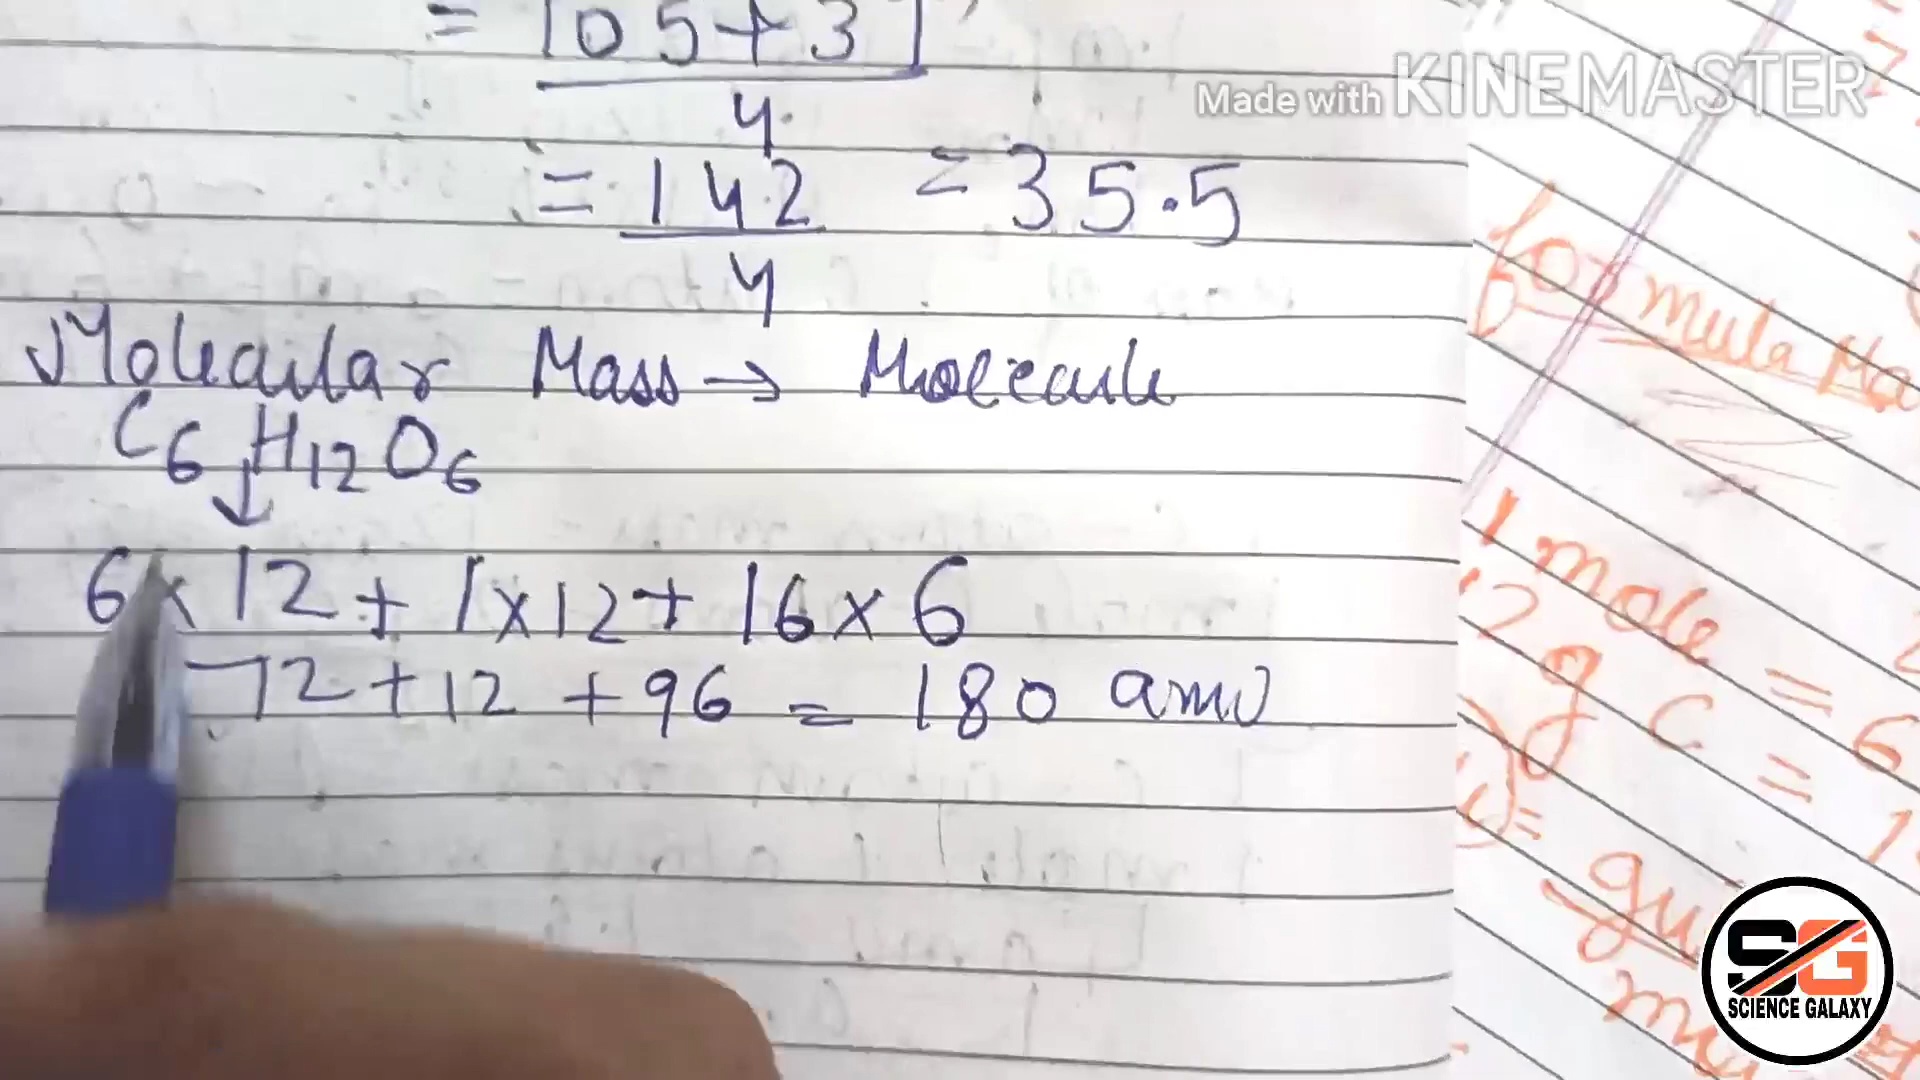 = 105+37
4
= 142 = 35.5
4
Molecular Mass → Molecule
C6H12O6
6 x 12 + 1 x 12 + 16 x 6
72 + 12 + 96 = 180 amu
Made with KINEMASTER
formula Ma
1 mole =
12 g C = 6
=
SG
SCIENCE GALAXY